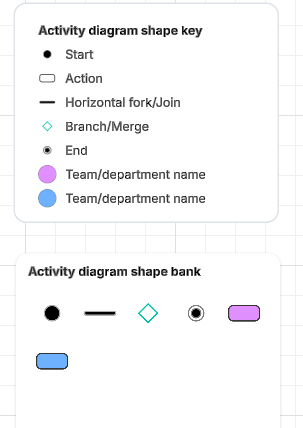 Activity diagram shape key
Start
Action
Horizontal fork/Join
Branch/Merge
End
Team/department name
Team/department name
Activity diagram shape bank